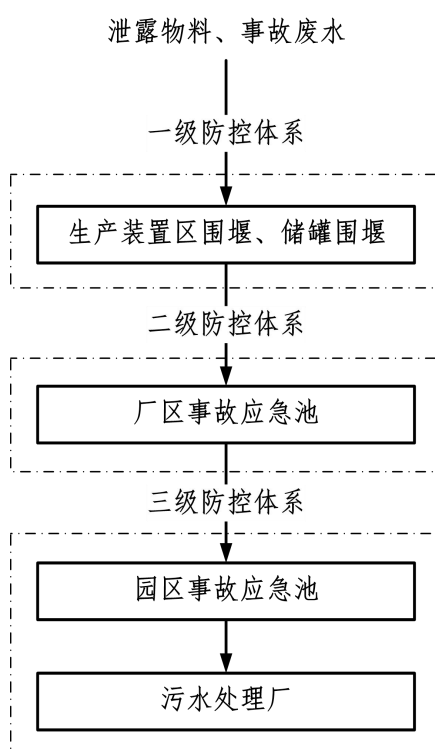 泄露物料、事故废水
一级防控体系
生产装置区围堰、储罐围堰
二级防控体系
厂区事故应急池
三级防控体系
园区事故应急池
污水处理厂